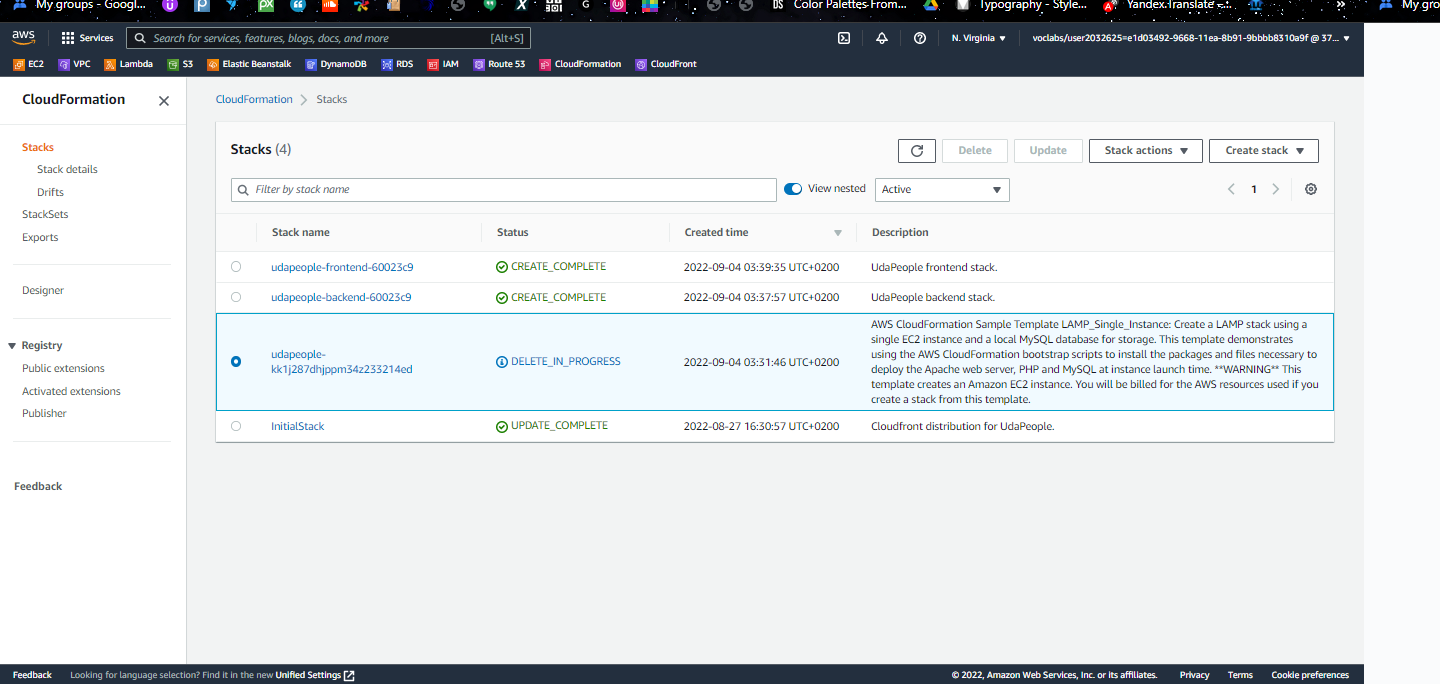 My groups - Googl...
Color Palettes From...
Typography - Style...
Yandex.Translate –...
»
My gro
aws
Services
Search for services, features, blogs, docs, and more
[Alt+S]
N. Virginia ▼
voclabs/user2032625=e1d03492-9668-11ea-8b91-9bbbb8310a9f @ 37... ▼
EC2
VPC
Lambda
S3
Elastic Beanstalk
DynamoDB
RDS
IAM
Route 53
CloudFormation
CloudFront
CloudFormation
Stacks
Stack details
Drifts
StackSets
Exports
Designer
Registry
Public extensions
Activated extensions
Publisher
Feedback
CloudFormation > Stacks
Stacks (4)
Delete
Update
Stack actions ▼
Create stack ▼
Filter by stack name
View nested
Active
1
Stack name
Status
Created time
Description
udapeople-frontend-60023c9
CREATE_COMPLETE
2022-09-04 03:39:35 UTC+0200
UdaPeople frontend stack.
udapeople-backend-60023c9
CREATE_COMPLETE
2022-09-04 03:37:57 UTC+0200
UdaPeople backend stack.
udapeople-
kk1j287dhjppm34z233214ed
DELETE_IN_PROGRESS
2022-09-04 03:31:46 UTC+0200
AWS CloudFormation Sample Template LAMP_Single_Instance: Create a LAMP stack using a
single EC2 instance and a local MySQL database for storage. This template demonstrates
using the AWS CloudFormation bootstrap scripts to install the packages and files necessary to
deploy the Apache web server, PHP and MySQL at instance launch time. **WARNING** This
template creates an Amazon EC2 instance. You will be billed for the AWS resources used if you
create a stack from this template.
InitialStack
UPDATE_COMPLETE
2022-08-27 16:30:57 UTC+0200
Cloudfront distribution for UdaPeople.
Feedback
Looking for language selection? Find it in the new Unified Settings
© 2022, Amazon Web Services, Inc. or its affiliates.
Privacy
Terms
Cookie preferences